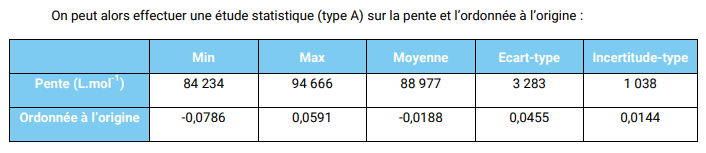 On peut alors effectuer une étude statistique (type A) sur la pente et l’ordonnée à l’origine :
Min Max Moyenne Ecart-type Incertitude-type
Pente (L.mol⁻¹) 84 234 94 666 88 977 3 283 1 038
Ordonnée à l’origine -0,0786 0,0591 -0,0188 0,0455 0,0144